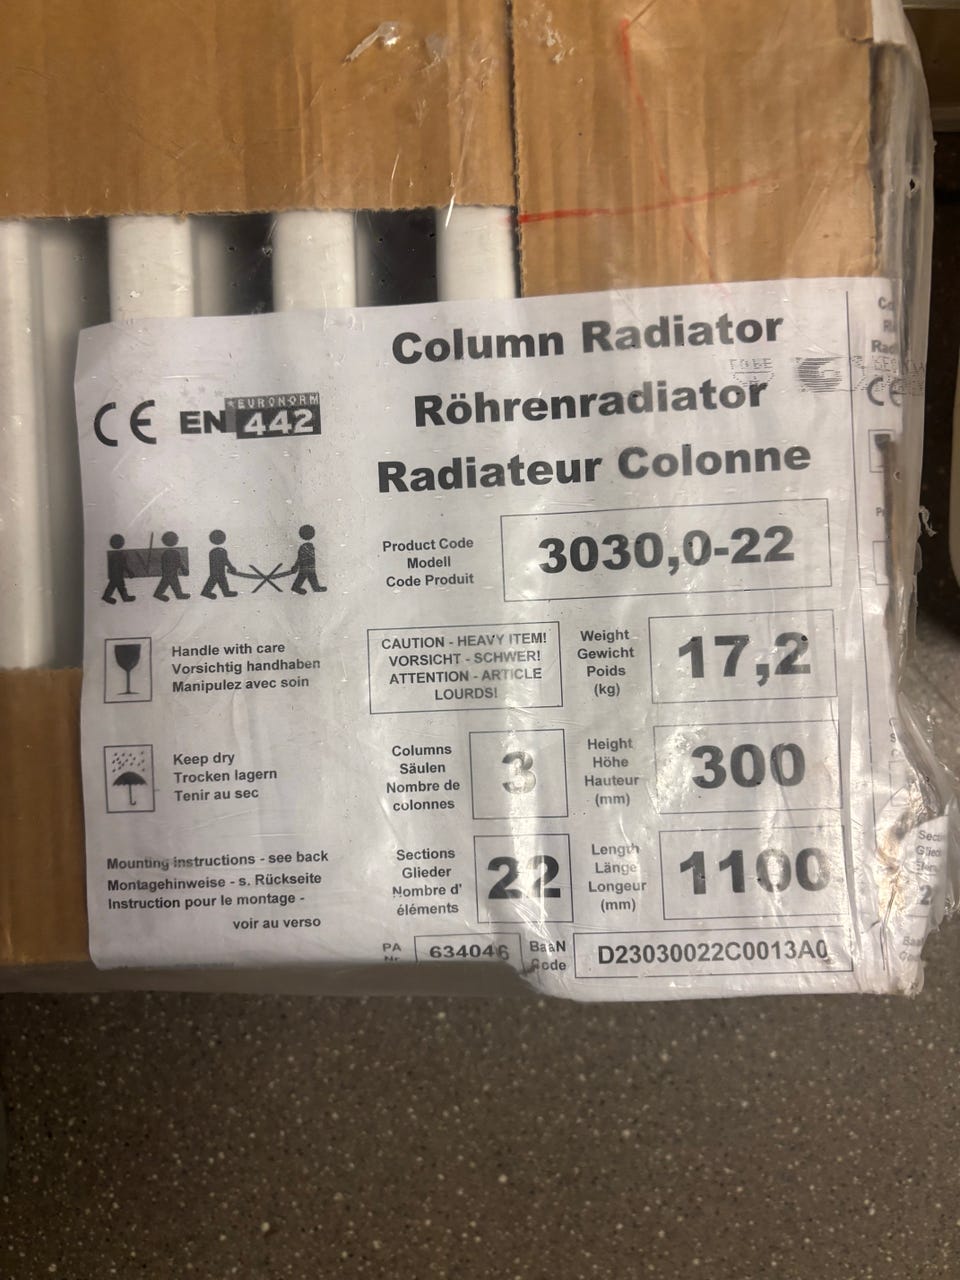 Column Radiator
Röhrenradiator
Radiateur Colonne
CE EN EURONORM 442
Product Code
Modell
Code Produit
3030,0-22
CAUTION - HEAVY ITEM!
VORSICHT - SCHWER!
ATTENTION - ARTICLE
LOURDS!
Weight
Gewicht
Poids
(kg)
17,2
Handle with care
Vorsichtig handhaben
Manipulez avec soin
Columns
Säulen
Nombre de
colonnes
3
Height
Höhe
Hauteur
(mm)
300
Keep dry
Trocken lagern
Tenir au sec
Sections
Glieder
Nombre d'
éléments
22
Length
Länge
Longeur
(mm)
1100
Mounting instructions - see back
Montagehinweise - s. Rückseite
Instruction pour le montage -
voir au verso
PA
Nr.
634046
BaaN
Code
D23030022C0013A0
CE